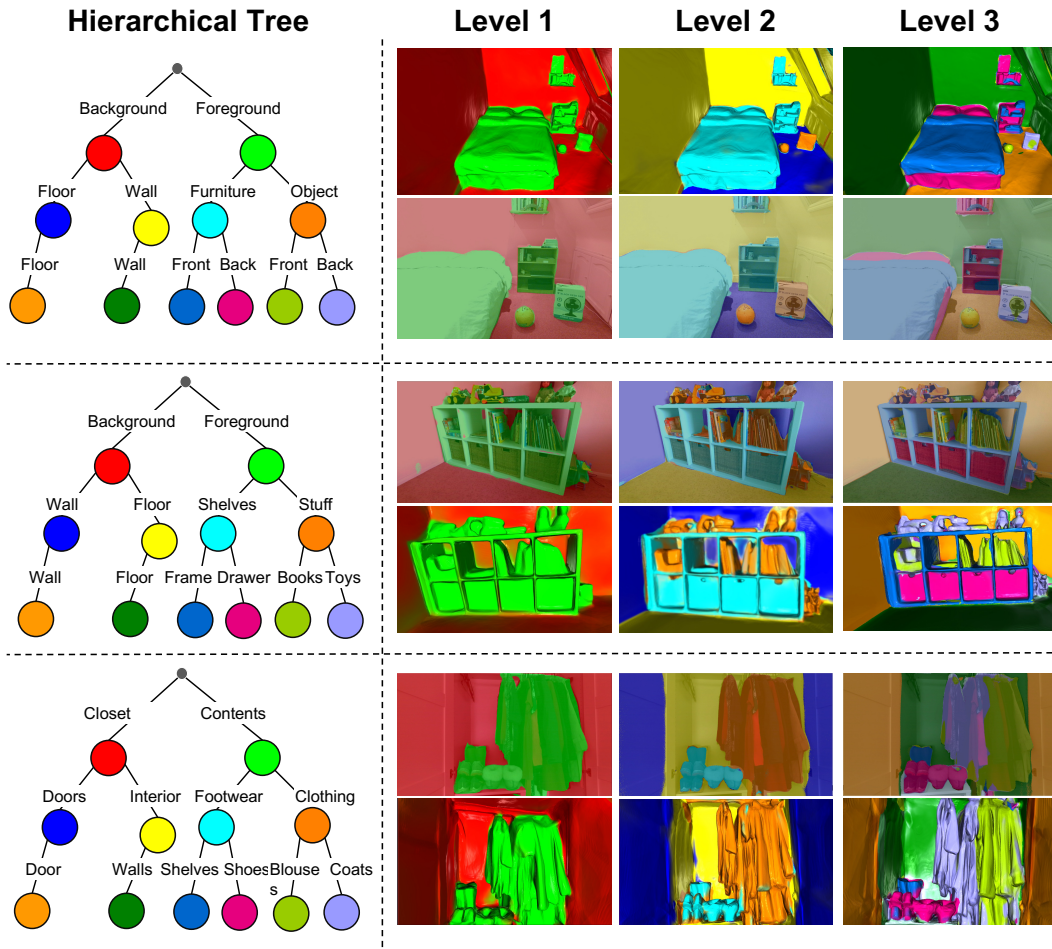 Hierarchical Tree Level 1 Level 2 Level 3
Background Foreground
Floor Wall Furniture Object
Floor Wall Front Back Front Back
Background Foreground
Wall Floor Shelves Stuff
Wall Floor Frame Drawer Books Toys
Closet Contents
Doors Interior Footwear Clothing
Door Walls Shelves Shoes Blouse Coats
s